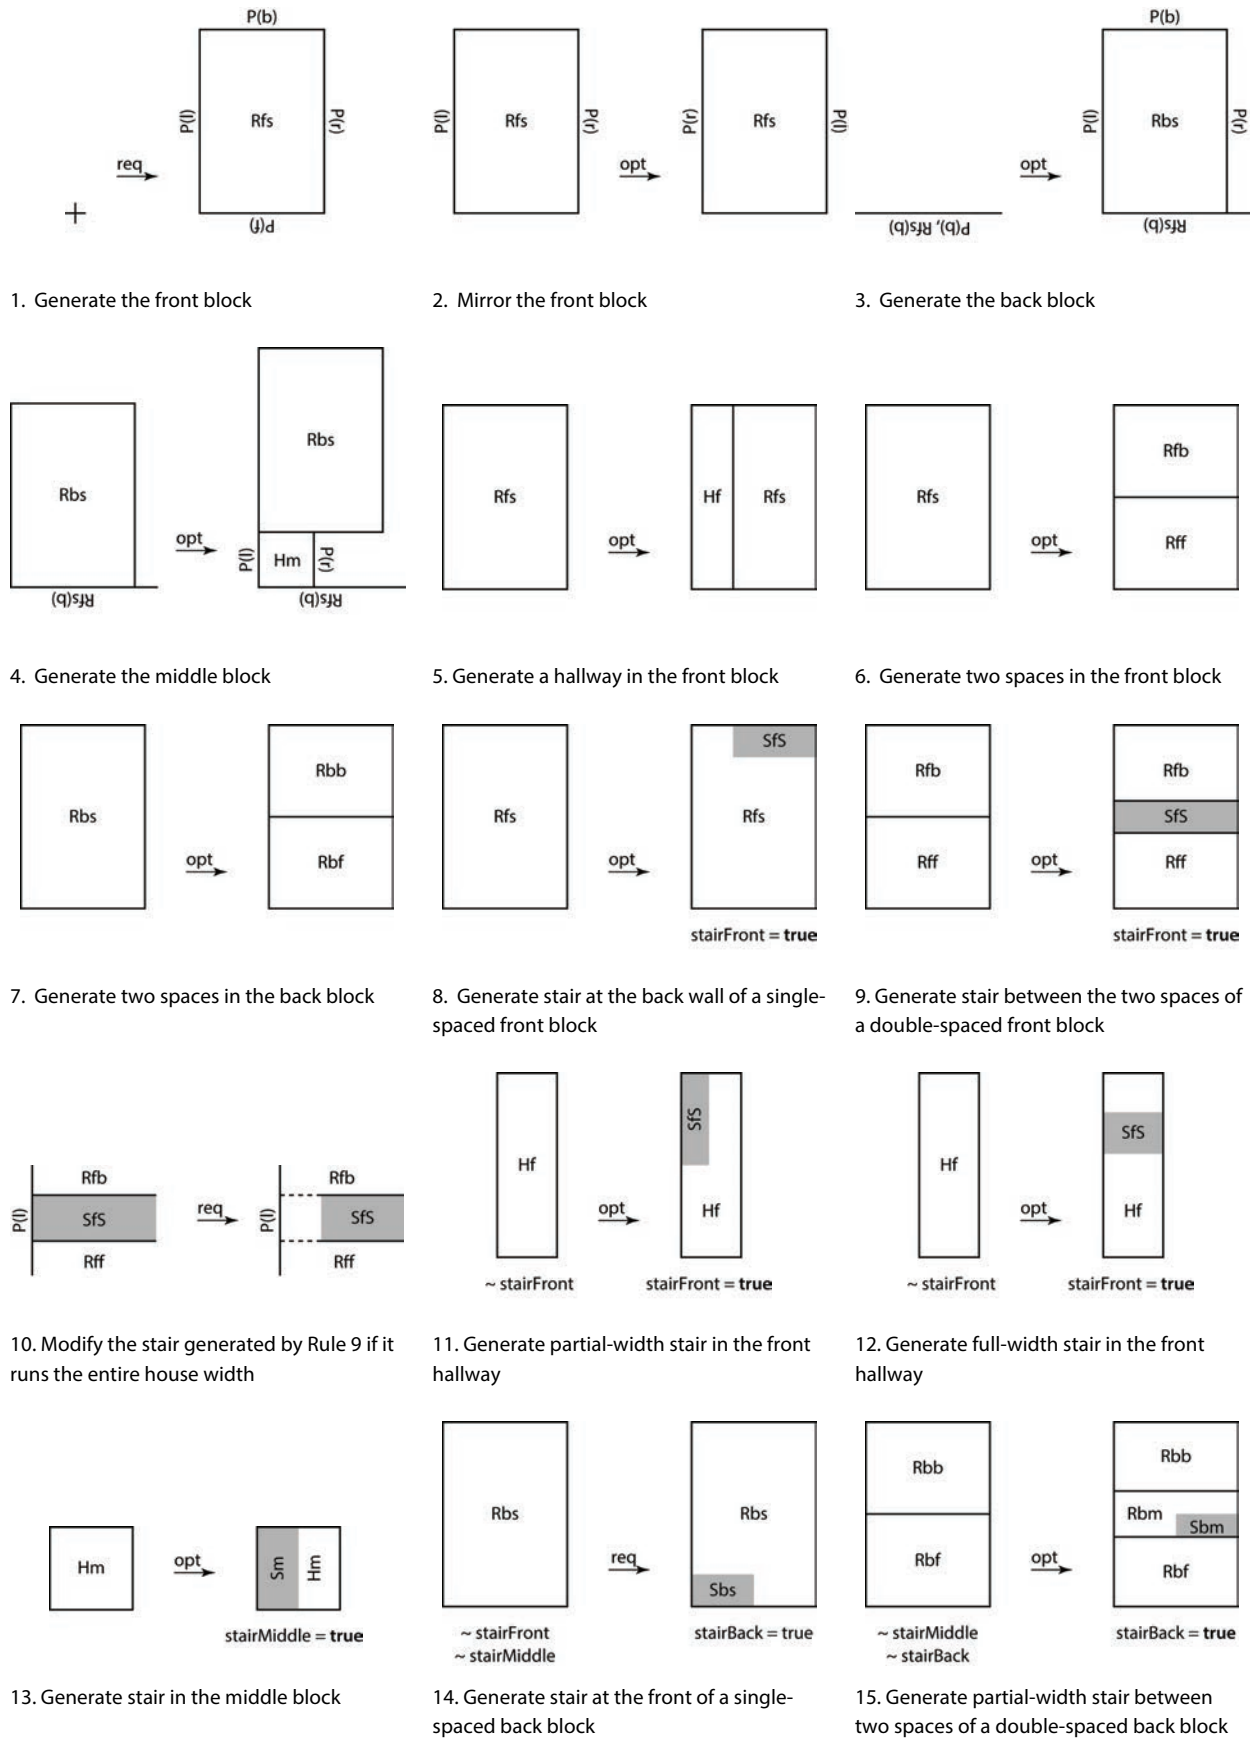 P(b)
P(l)
Rfs
P(r)
req
P(f)
1. Generate the front block
P(l)
Rfs
P(r)
opt
P(r)
Rfs
P(l)
2. Mirror the front block
P(b), Rfs(b)
opt
P(b)
P(l)
Rbs
P(r)
Rfs(b)
3. Generate the back block
Rbs
Rfs(b)
opt
Rbs
P(l)
Hm
P(r)
Rfs(b)
4. Generate the middle block
Rfs
opt
Hf
Rfs
5. Generate a hallway in the front block
Rfs
opt
Rfb
Rff
6. Generate two spaces in the front block
Rbs
opt
Rbb
Rbf
7. Generate two spaces in the back block
Rfs
opt
SfS
Rfs
stairFront = true
8. Generate stair at the back wall of a single-
spaced front block
Rfb
Rff
opt
Rfb
SfS
Rff
stairFront = true
9. Generate stair between the two spaces of
a double-spaced front block
P(l)
Rfb
SfS
Rff
req
P(l)
Rfb
SfS
Rff
10. Modify the stair generated by Rule 9 if it
runs the entire house width
Hf
~ stairFront
opt
SfS
Hf
stairFront = true
11. Generate partial-width stair in the front
hallway
Hf
~ stairFront
opt
SfS
Hf
stairFront = true
12. Generate full-width stair in the front
hallway
Hm
opt
Sm
Hm
stairMiddle = true
13. Generate stair in the middle block
Rbs
~ stairFront
~ stairMiddle
req
Rbs
Sbs
stairBack = true
14. Generate stair at the front of a single-
spaced back block
Rbb
Rbf
~ stairMiddle
~ stairBack
opt
Rbb
Rbm
Sbm
Rbf
stairBack = true
15. Generate partial-width stair between
two spaces of a double-spaced back block